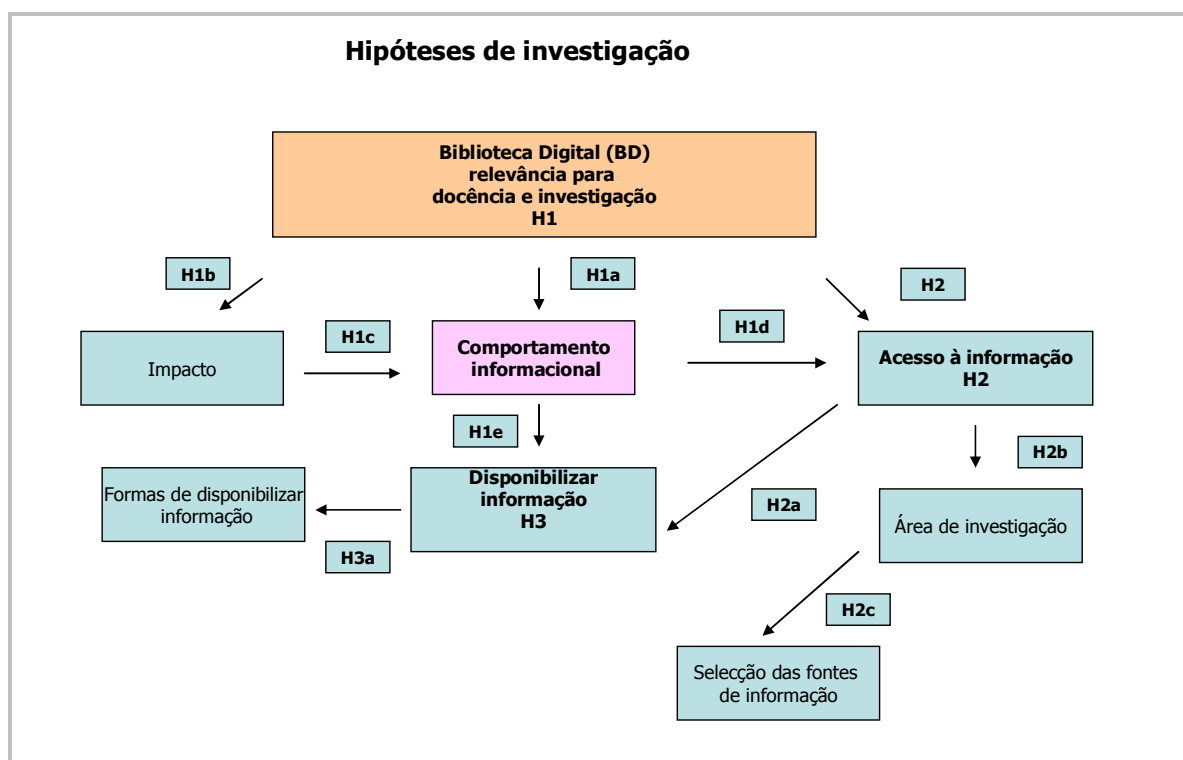 Hipóteses de investigação
Biblioteca Digital (BD)
relevância para
docência e investigação
H1
H1b
H1a
H2
H1c
H1d
Impacto
Comportamento
informacional
Acesso à informação
H2
H1e
H2b
Formas de disponibilizar
informação
Disponibilizar
informação
H3
H2a
Área de investigação
H3a
H2c
Selecção das fontes
de informação